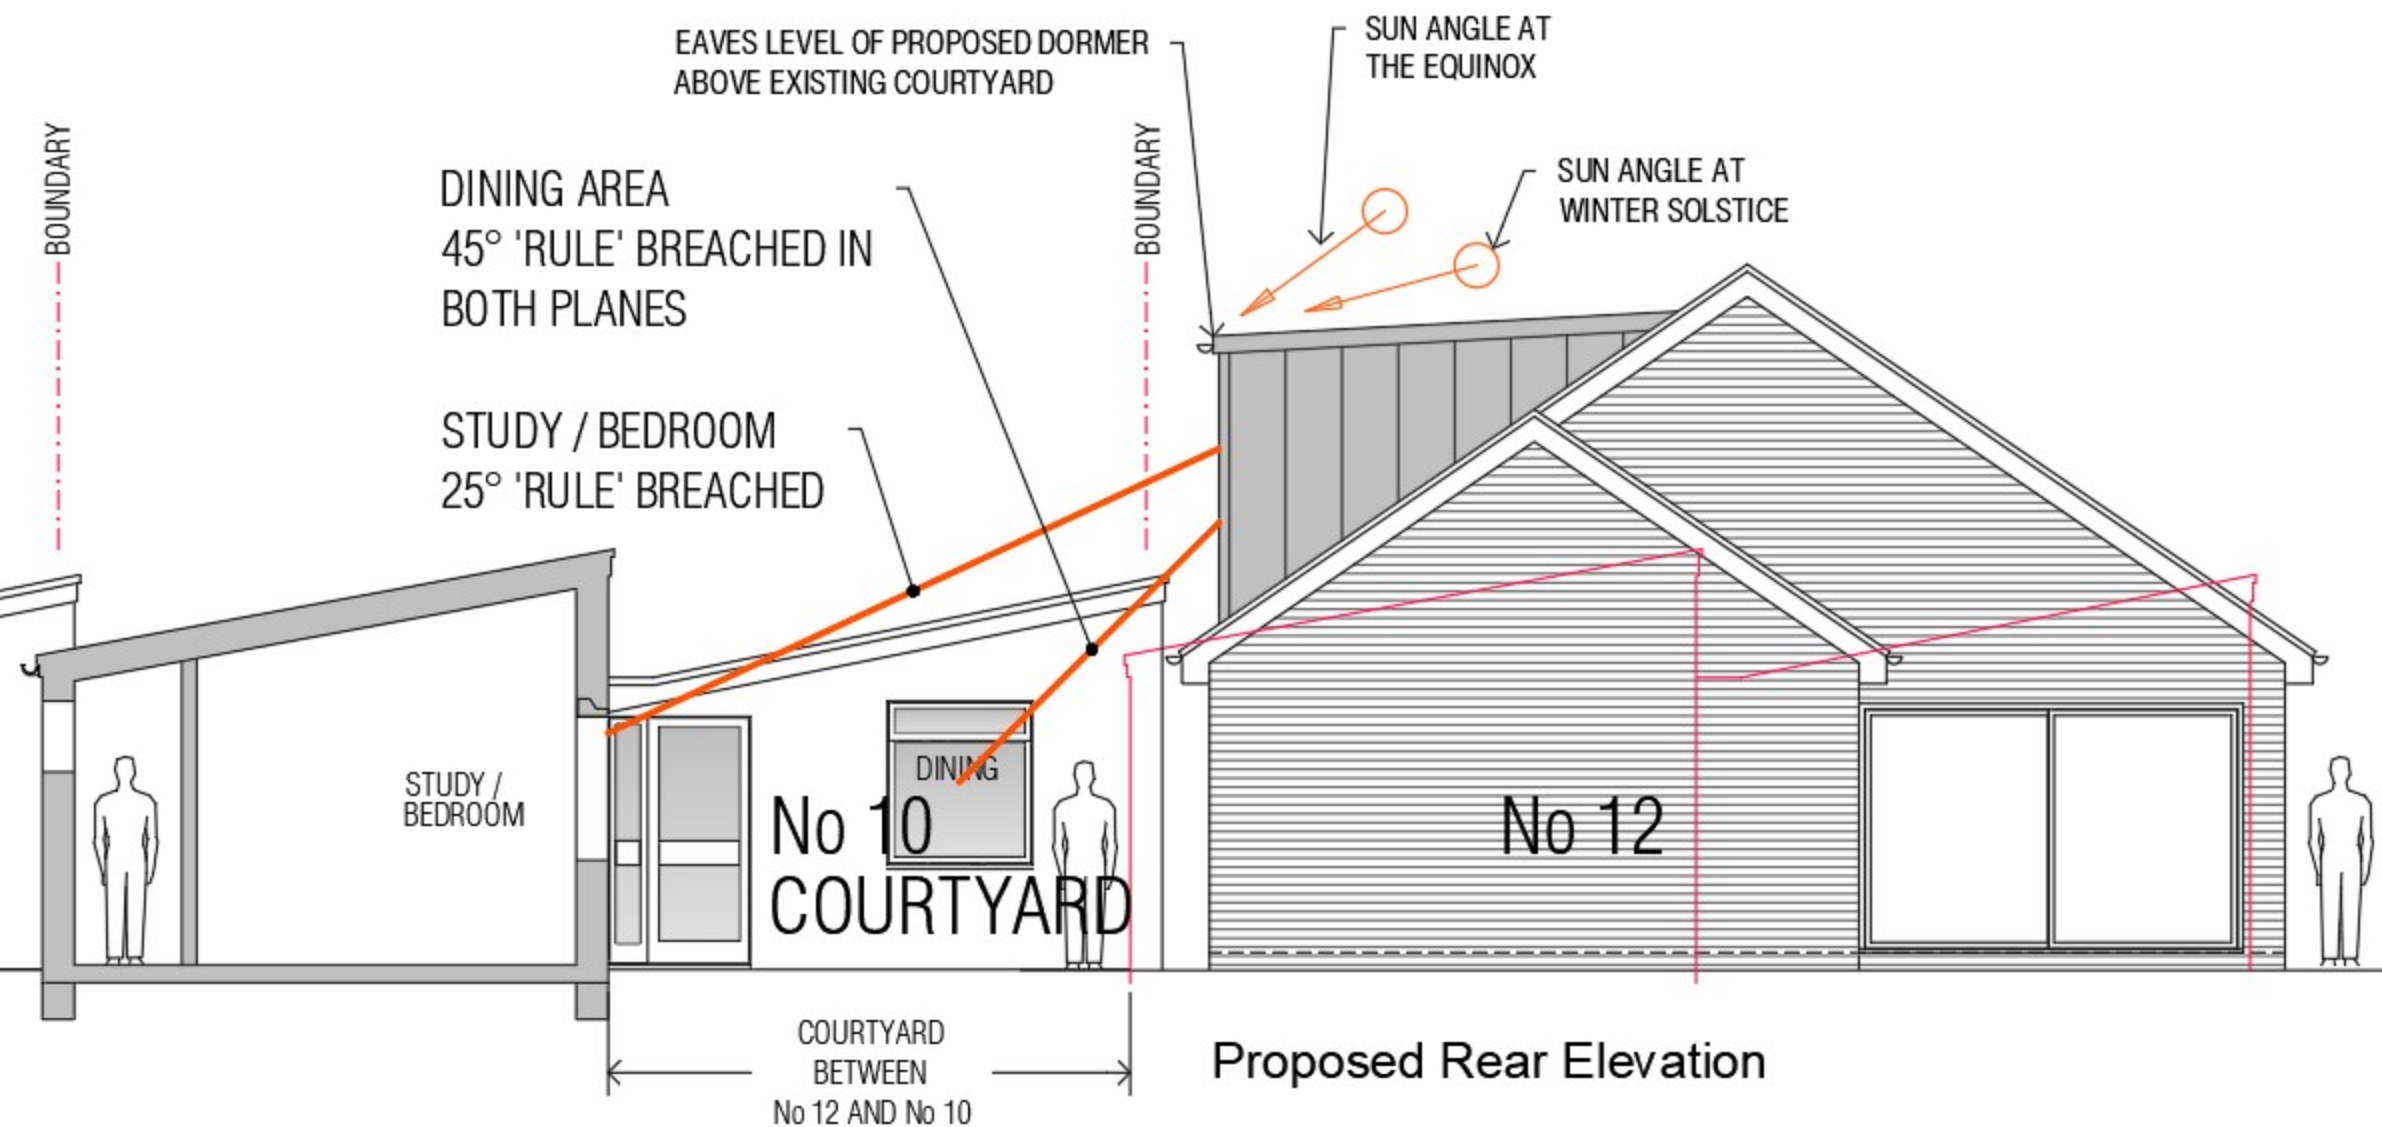 EAVES LEVEL OF PROPOSED DORMER
ABOVE EXISTING COURTYARD
SUN ANGLE AT
THE EQUINOX
SUN ANGLE AT
WINTER SOLSTICE
BOUNDARY
BOUNDARY
DINING AREA
45° 'RULE' BREACHED IN
BOTH PLANES
STUDY / BEDROOM
25° 'RULE' BREACHED
STUDY /
BEDROOM
DINING
No 10
COURTYARD
No 12
COURTYARD
BETWEEN
No 12 AND No 10
Proposed Rear Elevation